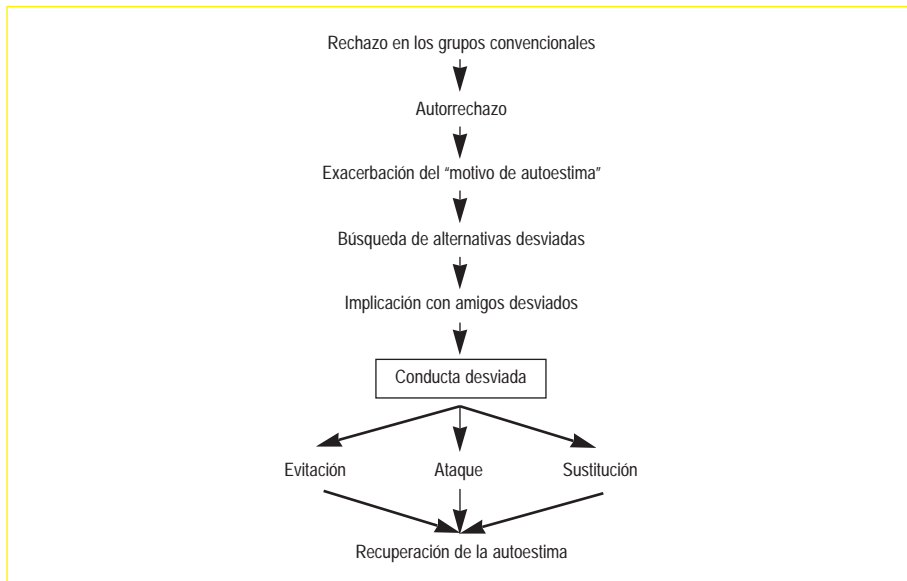 Rechazo en los grupos convencionales
Autorrechazo
Exacerbación del “motivo de autoestima”
Búsqueda de alternativas desviadas
Implicación con amigos desviados
Conducta desviada
Evitación Ataque Sustitución
Recuperación de la autoestima